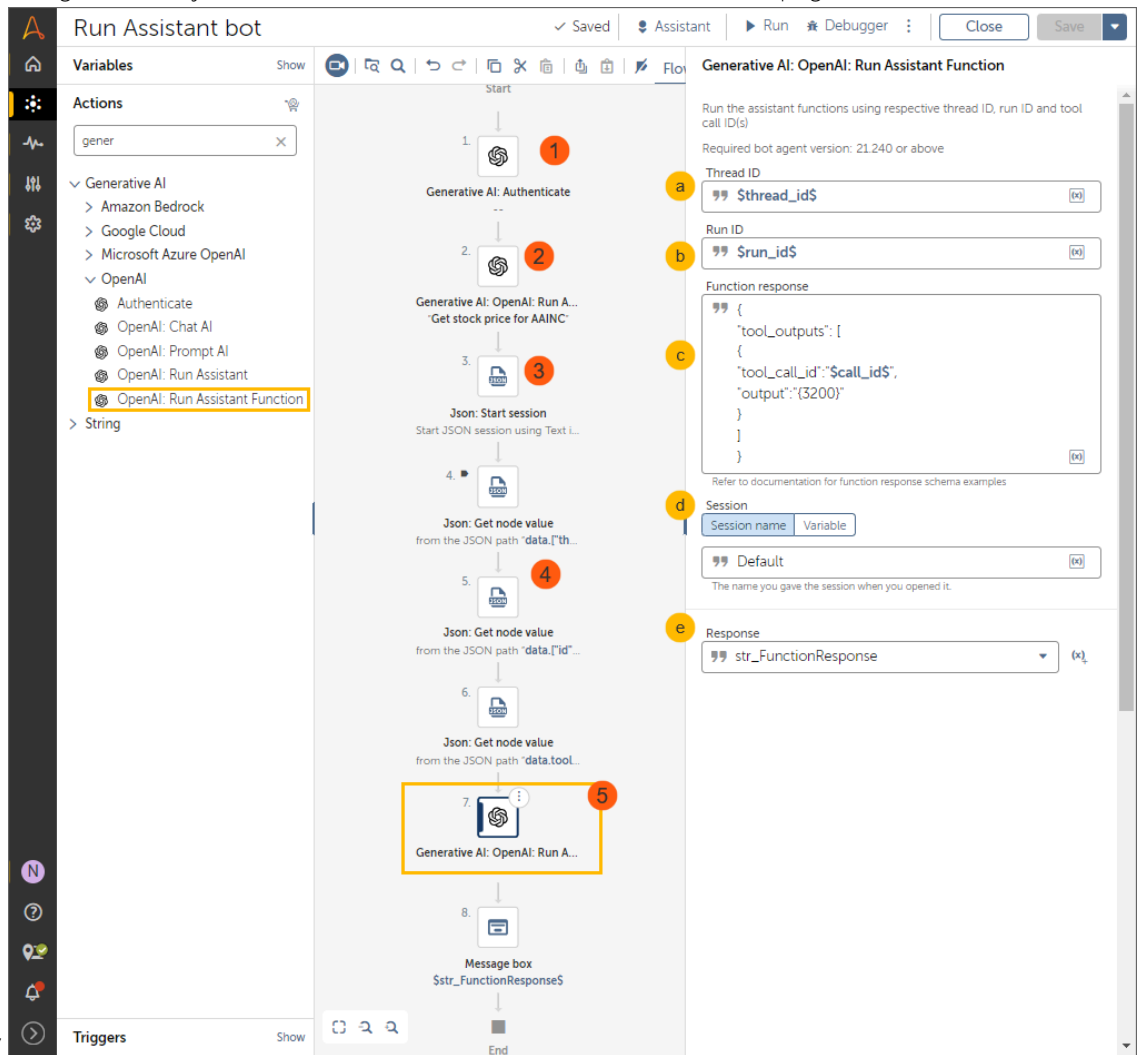 Run Assistant bot
Saved
Assistant
Run
Debugger
Close
Save
Variables
Show
Actions
gener
Generative AI
Amazon Bedrock
Google Cloud
Microsoft Azure OpenAI
OpenAI
Authenticate
OpenAI: Chat AI
OpenAI: Prompt AI
OpenAI: Run Assistant
OpenAI: Run Assistant Function
String
Triggers
Show
N
Flo
Start
1.
1
Generative AI: Authenticate
--
2.
2
Generative AI: OpenAI: Run A...
"Get stock price for AAINC"
3.
3
JSON
Json: Start session
Start JSON session using Text i...
4.
JSON
Json: Get node value
from the JSON path "data.["th...
5.
4
JSON
Json: Get node value
from the JSON path "data.["id"...
6.
JSON
Json: Get node value
from the JSON path "data.tool...
7.
5
Generative AI: OpenAI: Run A...
8.
Message box
$str_FunctionResponse$
End
Generative AI: OpenAI: Run Assistant Function
Run the assistant functions using respective thread ID, run ID and tool
call ID(s)
Required bot agent version: 21.240 or above
Thread ID
a
$thread_id$
(x)
Run ID
b
$run_id$
(x)
Function response
c
{
"tool_outputs": [
{
"tool_call_id":"$call_id$",
"output":"{3200}"
}
]
}
(x)
Refer to documentation for function response schema examples
d
Session
Session name
Variable
Default
(x)
The name you gave the session when you opened it.
e
Response
str_FunctionResponse
(x)